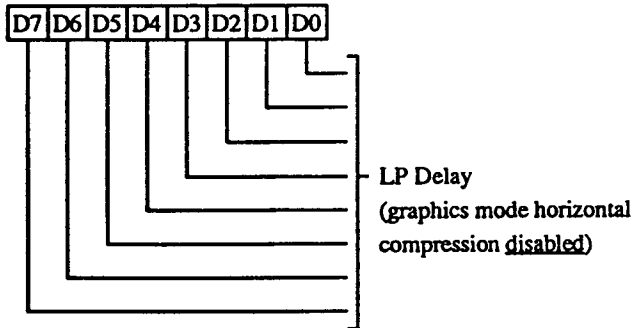 D7 D6 D5 D4 D3 D2 D1 D0
LP Delay
(graphics mode horizontal
compression disabled)